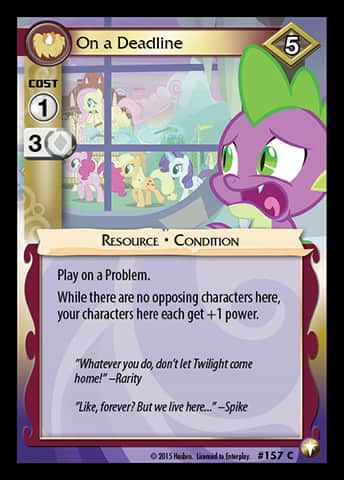 On a Deadline
5
COST
1
3
RESOURCE • CONDITION
Play on a Problem.
While there are no opposing characters here,
your characters here each get +1 power.
"Whatever you do, don't let Twilight come
home!" –Rarity
"Like, forever? But we live here..." –Spike
© 2015 Hasbro. Licensed to Enterplay. #157 C